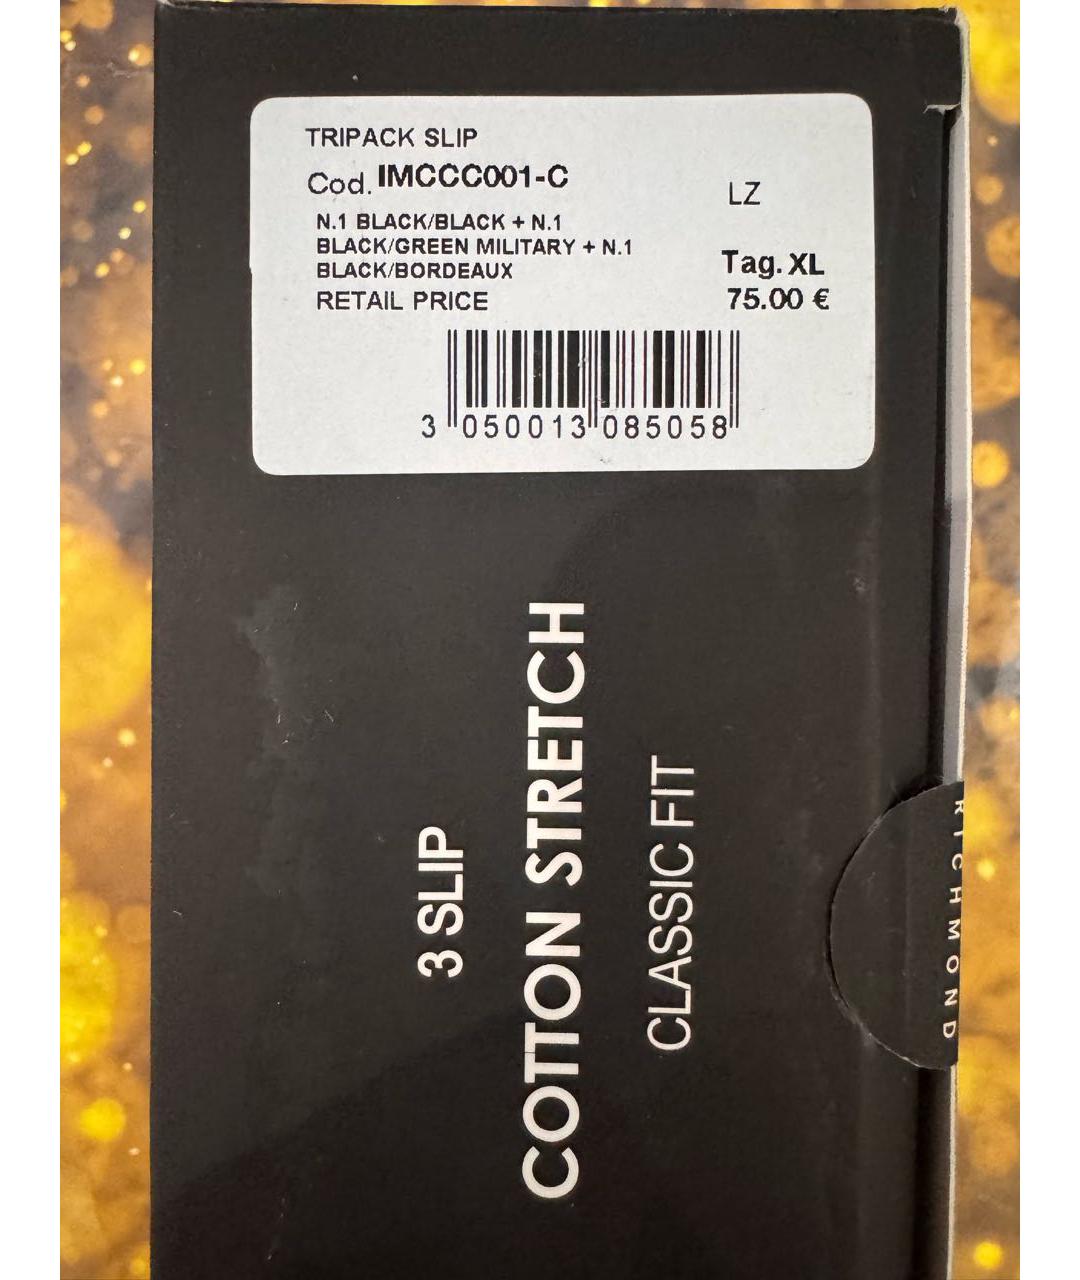 TRIPACK SLIP
Cod. IMCCC001-C
LZ
N.1 BLACK/BLACK + N.1
BLACK/GREEN MILITARY + N.1
BLACK/BORDEAUX
Tag. XL
RETAIL PRICE
75.00 €
3 050013 085058
3 SLIP
COTTON STRETCH
CLASSIC FIT
RICHMOND